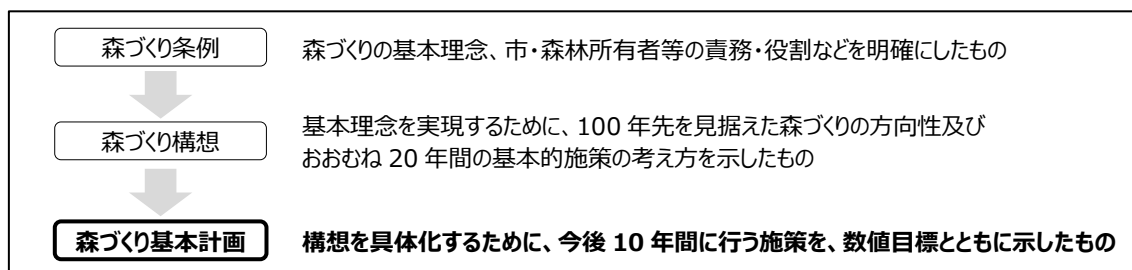 森づくり条例
森づくりの基本理念、市・森林所有者等の責務・役割などを明確にしたもの
森づくり構想
基本理念を実現するために、100 年先を見据えた森づくりの方向性及び
おおむね 20 年間の基本的施策の考え方を示したもの
森づくり基本計画
構想を具体化するために、今後 10 年間に行う施策を、数値目標とともに示したもの